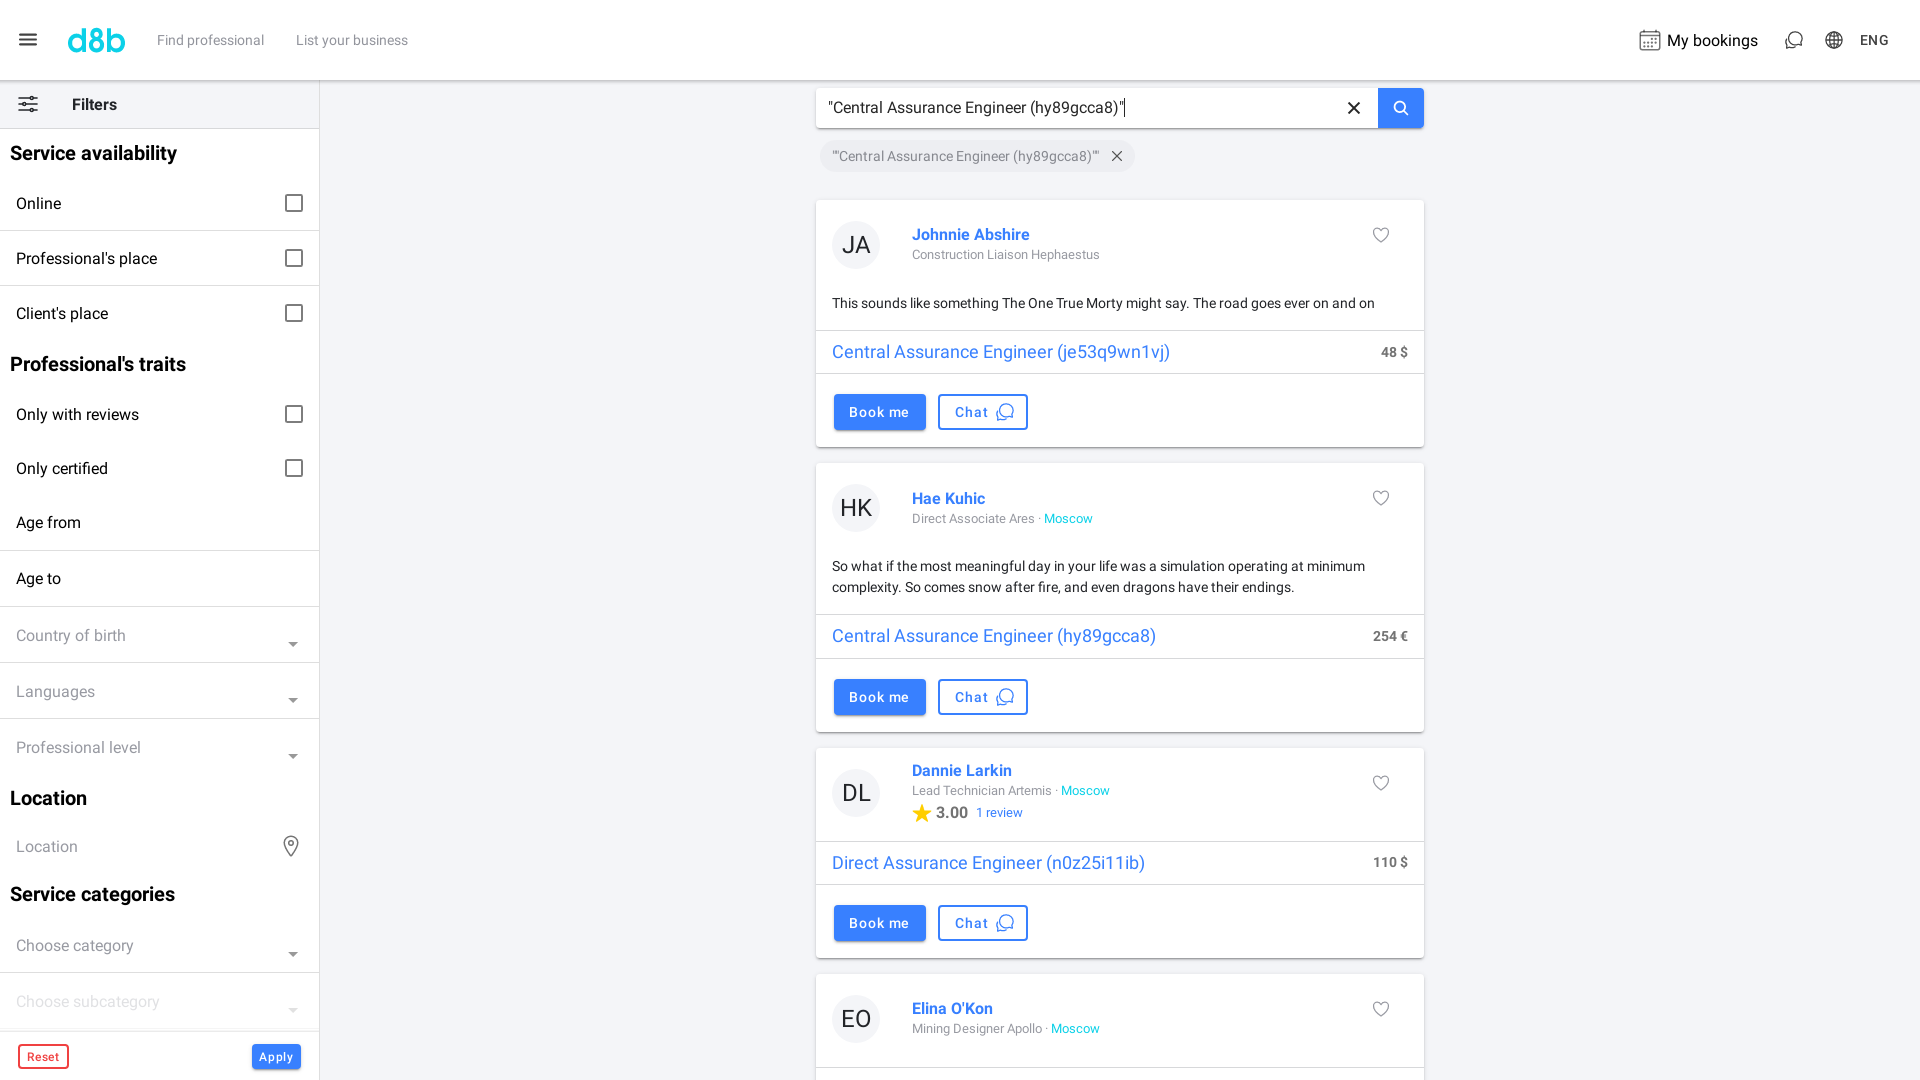 d8b
Find professional
List your business
My bookings
ENG
Filters
Service availability
Online
Professional's place
Client's place
Professional's traits
Only with reviews
Only certified
Age from
Age to
Country of birth
Languages
Professional level
Location
Location
Service categories
Choose category
Choose subcategory
Reset
Apply
"Central Assurance Engineer (hy89gcca8)"
""Central Assurance Engineer (hy89gcca8)""
JA
Johnnie Abshire
Construction Liaison Hephaestus
This sounds like something The One True Morty might say. The road goes ever on and on
Central Assurance Engineer (je53q9wn1vj)
48 $
Book me
Chat
HK
Hae Kuhic
Direct Associate Ares · Moscow
So what if the most meaningful day in your life was a simulation operating at minimum
complexity. So comes snow after fire, and even dragons have their endings.
Central Assurance Engineer (hy89gcca8)
254 €
Book me
Chat
DL
Dannie Larkin
Lead Technician Artemis · Moscow
3.00 1 review
Direct Assurance Engineer (n0z25i11ib)
110 $
Book me
Chat
EO
Elina O'Kon
Mining Designer Apollo · Moscow